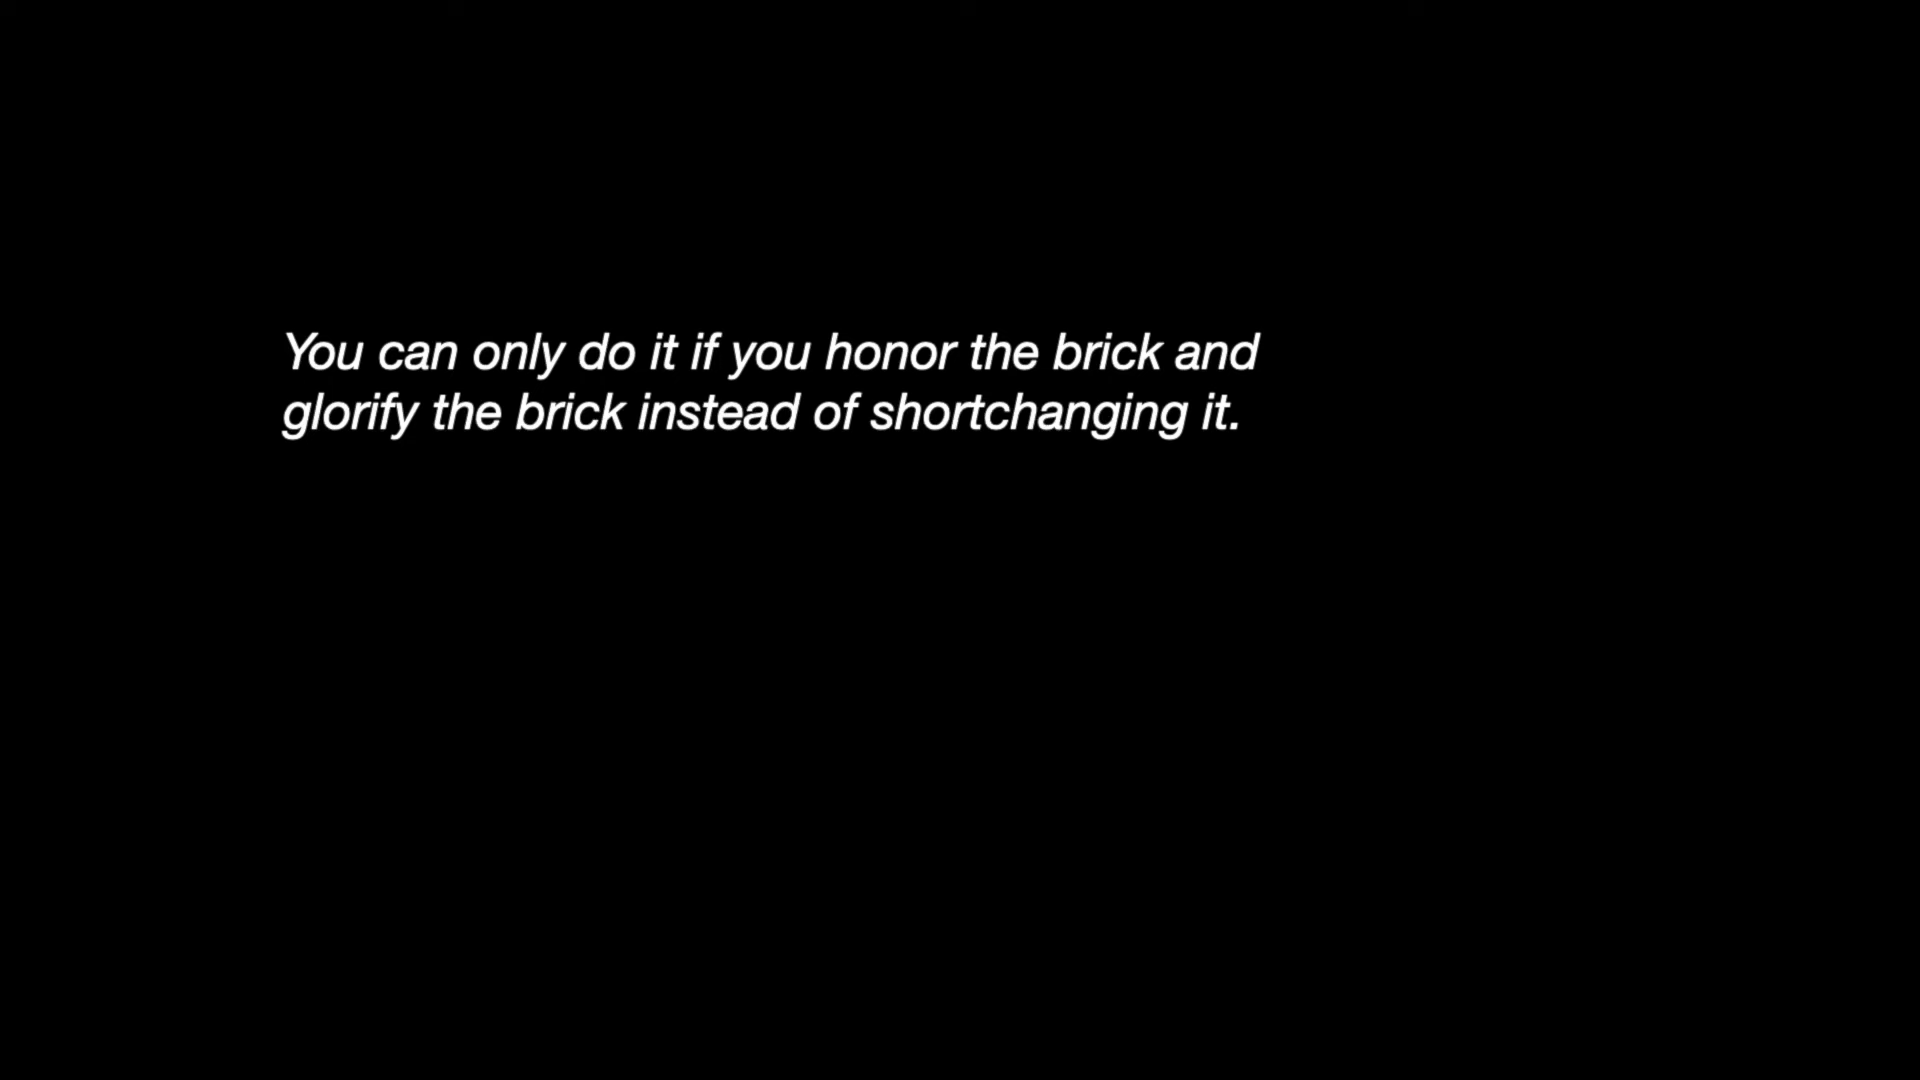 You can only do it if you honor the brick and
glorify the brick instead of shortchanging it.